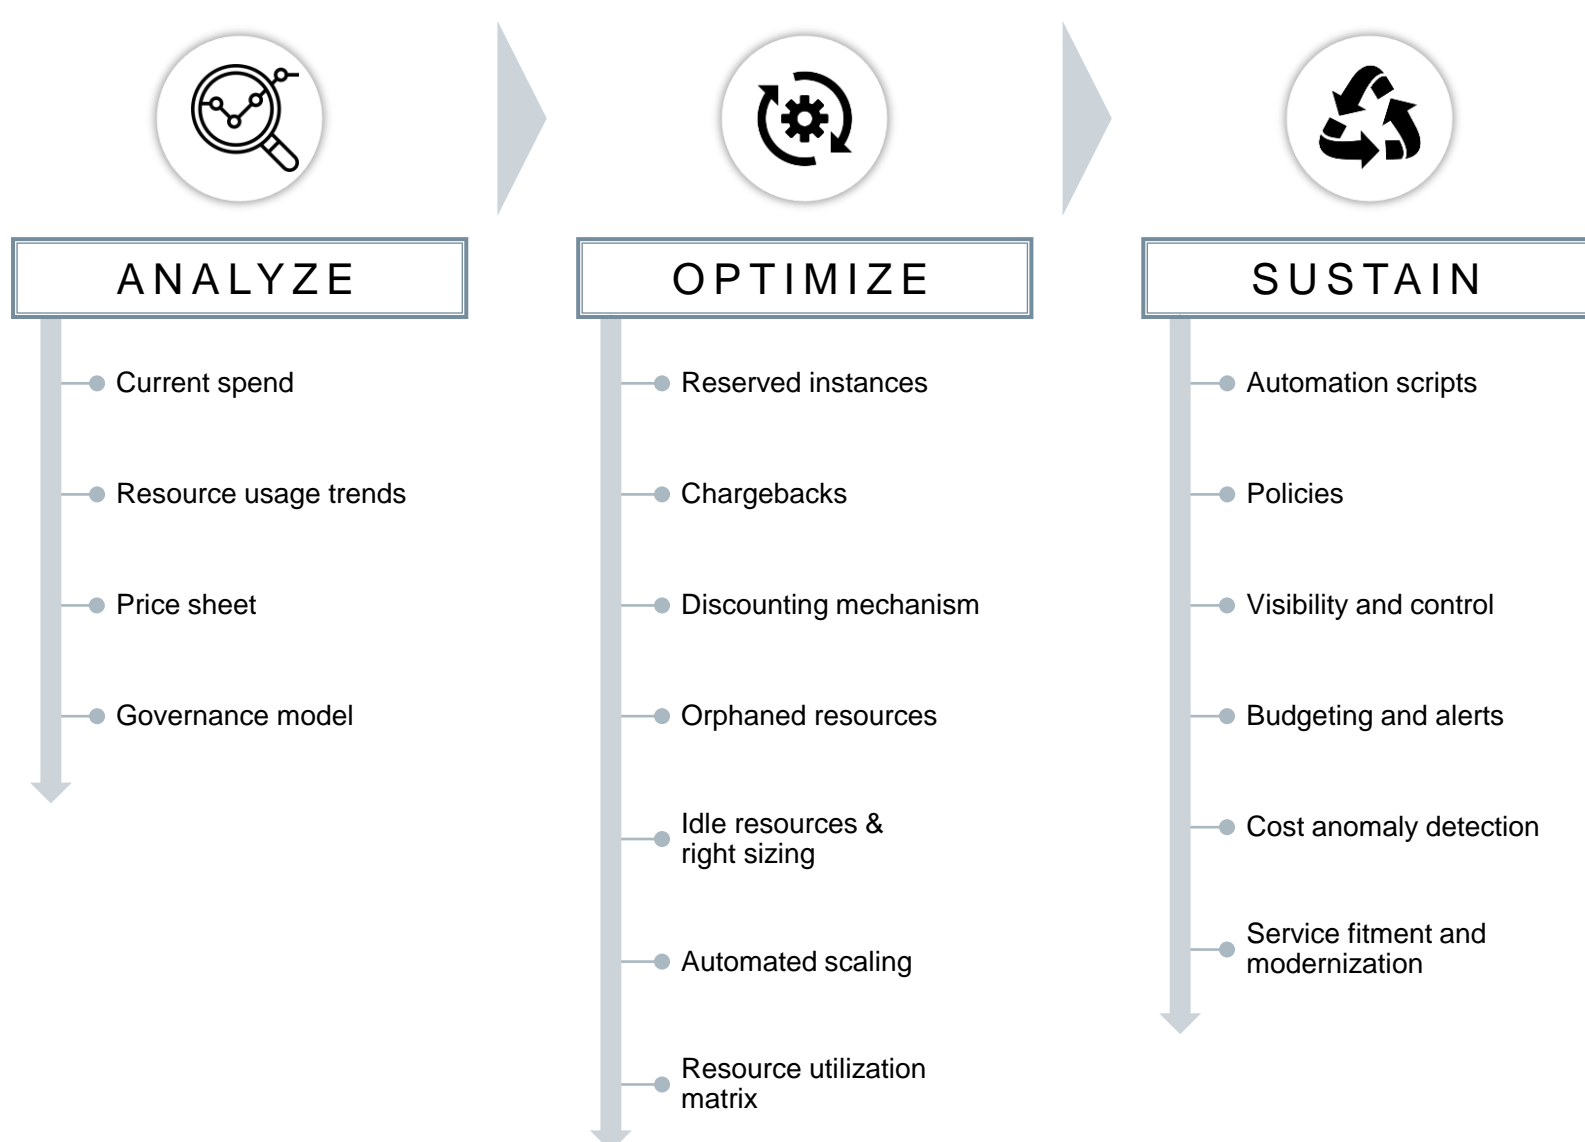 ANALYZE
Current spend
Resource usage trends
Price sheet
Governance model
OPTIMIZE
Reserved instances
Chargebacks
Discounting mechanism
Orphaned resources
Idle resources &
right sizing
Automated scaling
Resource utilization
matrix
SUSTAIN
Automation scripts
Policies
Visibility and control
Budgeting and alerts
Cost anomaly detection
Service fitment and
modernization